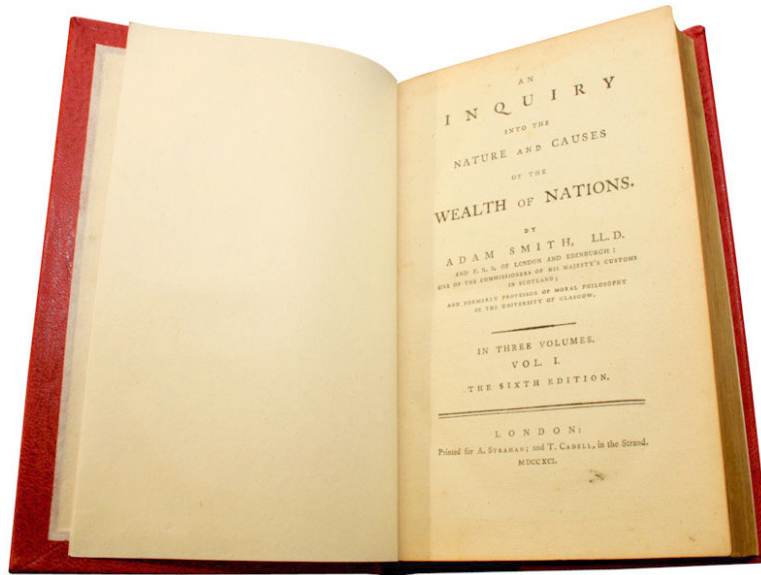 AN
INQUIRY
INTO THE
NATURE AND CAUSES
OF THE
WEALTH OF NATIONS.
BY
ADAM SMITH, LL.D.
AND F. R. S. OF LONDON AND EDINBURGH:
ONE OF THE COMMISSIONERS OF HIS MAJESTY'S CUSTOMS
IN SCOTLAND;
AND FORMERLY PROFESSOR OF MORAL PHILOSOPHY
IN THE UNIVERSITY OF GLASGOW.
IN THREE VOLUMES.
VOL. I.
THE SIXTH EDITION.
LONDON:
Printed for A. STRAHAN; and T. CADELL, in the Strand.
MDCCXCI.